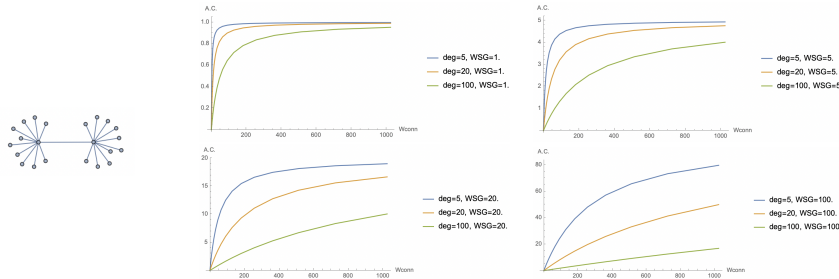 A.C.
1.0
0.8
0.6
0.4
0.2
200 400 600 800 1000
Wconn
deg=5, WSG=1.
deg=20, WSG=1.
deg=100, WSG=1.
A.C.
5
4
3
2
1
200 400 600 800 1000
Wconn
deg=5, WSG=5.
deg=20, WSG=5.
deg=100, WSG=5
A.C.
20
15
10
5
200 400 600 800 1000
Wconn
deg=5, WSG=20.
deg=20, WSG=20.
deg=100, WSG=20.
A.C.
80
60
40
20
200 400 600 800 1000
Wconn
deg=5, WSG=100.
deg=20, WSG=100.
deg=100, WSG=100